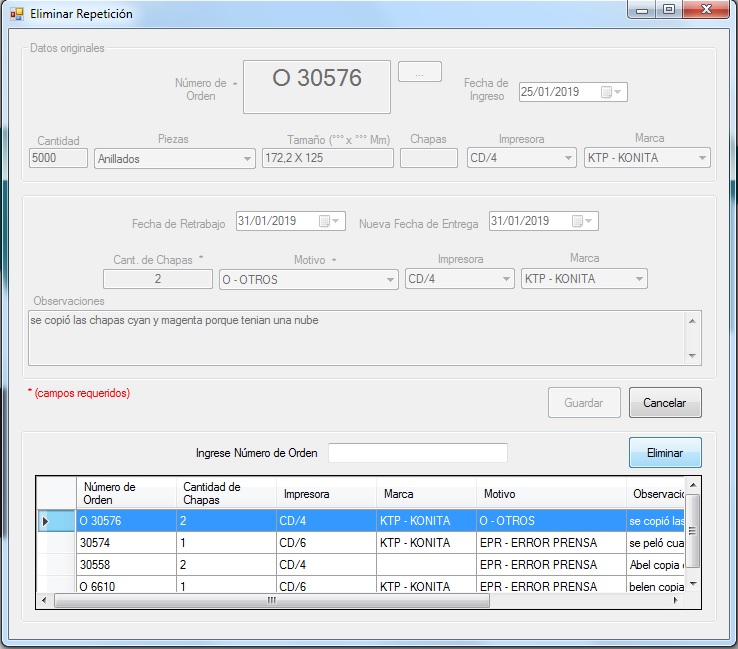 Eliminar Repetición
Datos originales
Número de Orden *
O 30576
...
Fecha de Ingreso
25/01/2019
Cantidad
Piezas
Tamaño (°°° x °°° Mm)
Chapas
Impresora
Marca
5000
Anillados
172,2 X 125
CD/4
KTP - KONITA
Fecha de Retrabajo
31/01/2019
Nueva Fecha de Entrega
31/01/2019
Cant. de Chapas *
Motivo *
Impresora
Marca
2
O - OTROS
CD/4
KTP - KONITA
Observaciones
se copió las chapas cyan y magenta porque tenian una nube
* (campos requeridos)
Guardar
Cancelar
Ingrese Número de Orden
Eliminar
Número de Orden
Cantidad de Chapas
Impresora
Marca
Motivo
Observacio
O 30576 2 CD/4 KTP - KONITA O - OTROS se copió las
30574 1 CD/6 KTP - KONITA EPR - ERROR PRENSA se peló cua
30558 2 CD/4 EPR - ERROR PRENSA Abel copia
O 6610 1 CD/6 KTP - KONITA EPR - ERROR PRENSA belen copia